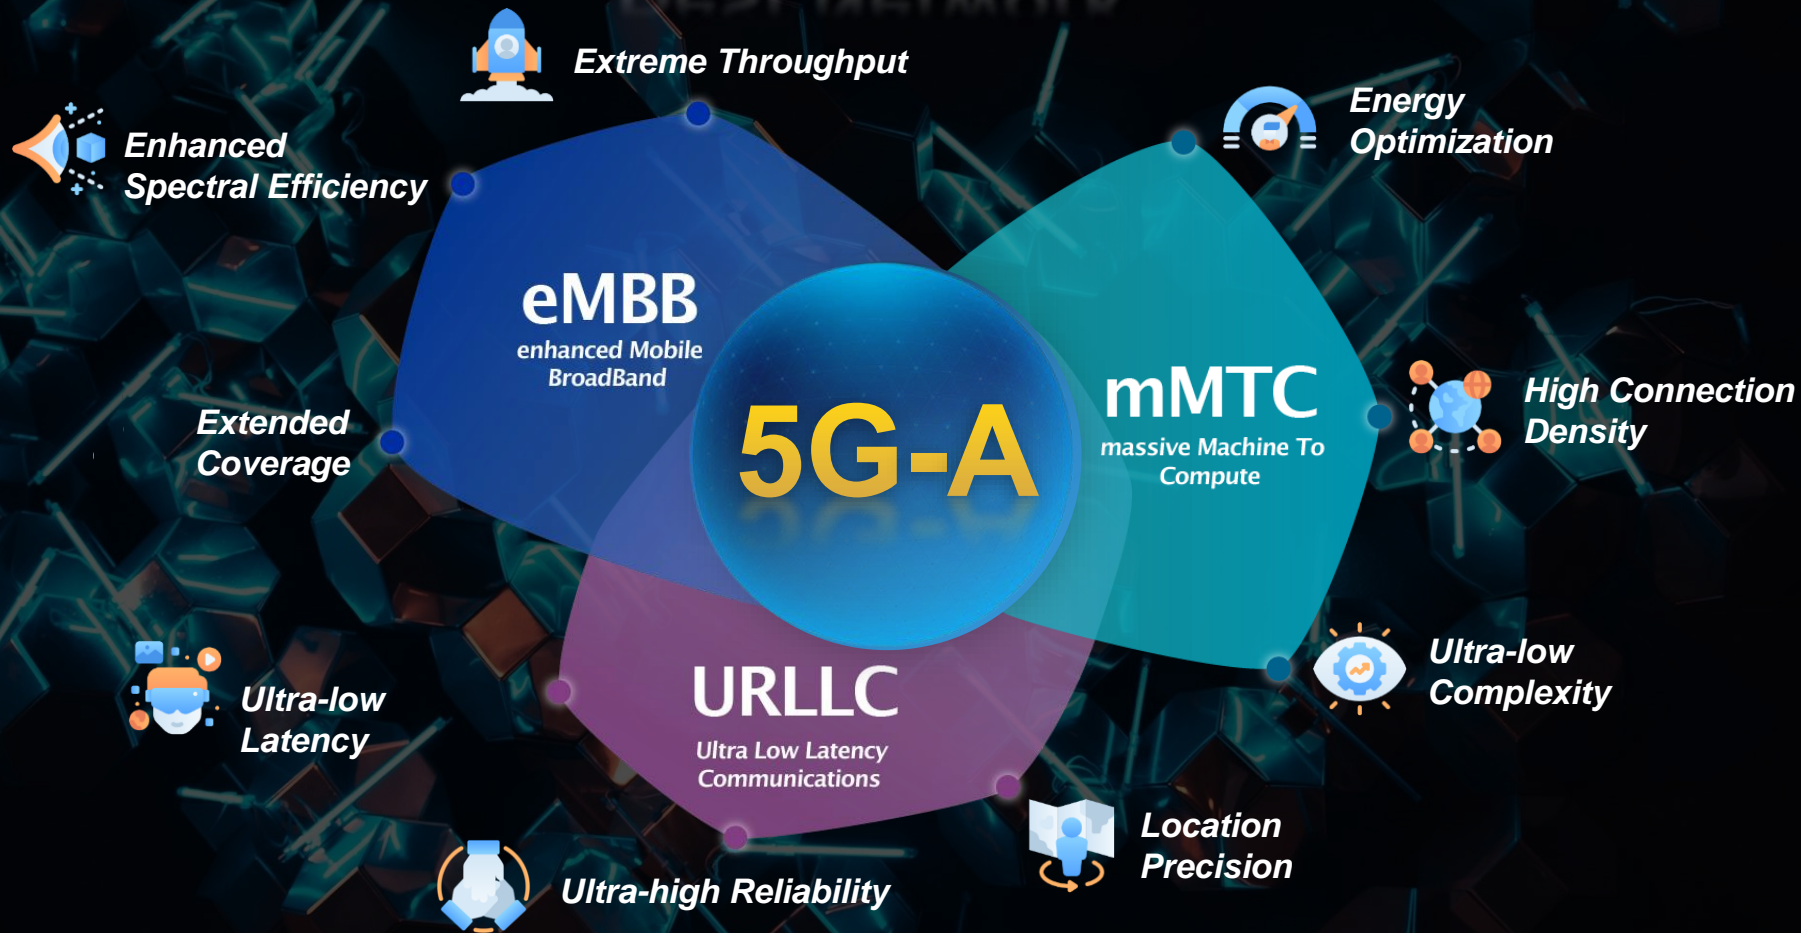 Extreme Throughput
Enhanced
Spectral Efficiency
Energy
Optimization
eMBB
enhanced Mobile
BroadBand
Extended
Coverage
5G-A
mMTC
massive Machine To
Compute
High Connection
Density
Ultra-low
Latency
URLLC
Ultra Low Latency
Communications
Ultra-low
Complexity
Ultra-high Reliability
Location
Precision